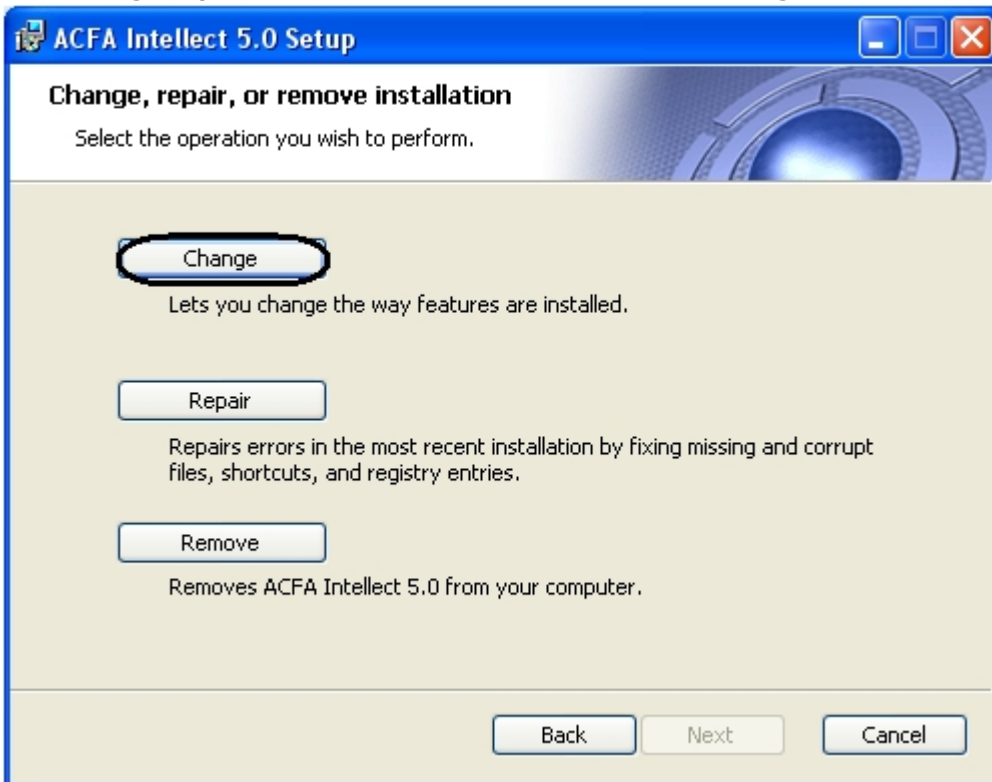 ACFA Intellect 5.0 Setup
Change, repair, or remove installation
Select the operation you wish to perform.
Change
Lets you change the way features are installed.
Repair
Repairs errors in the most recent installation by fixing missing and corrupt
files, shortcuts, and registry entries.
Remove
Removes ACFA Intellect 5.0 from your computer.
Back
Next
Cancel